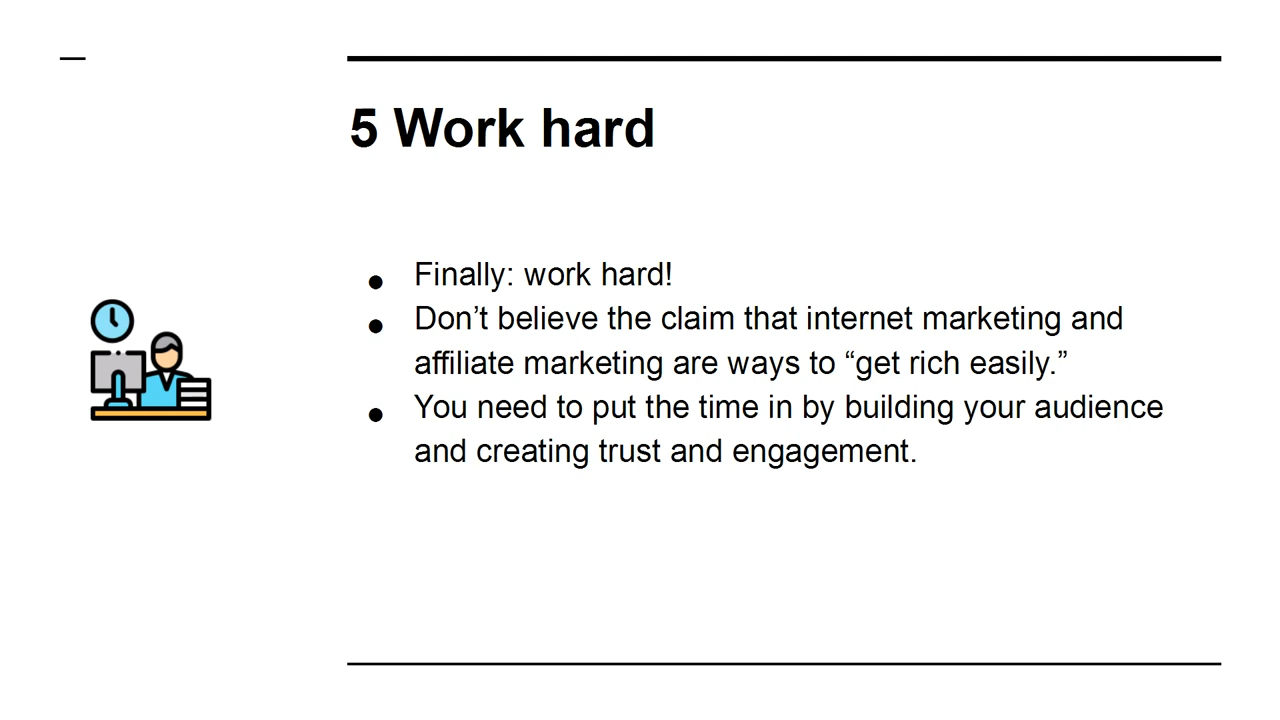 5 Work hard
● Finally: work hard!
● Don’t believe the claim that internet marketing and
affiliate marketing are ways to “get rich easily.”
● You need to put the time in by building your audience
and creating trust and engagement.